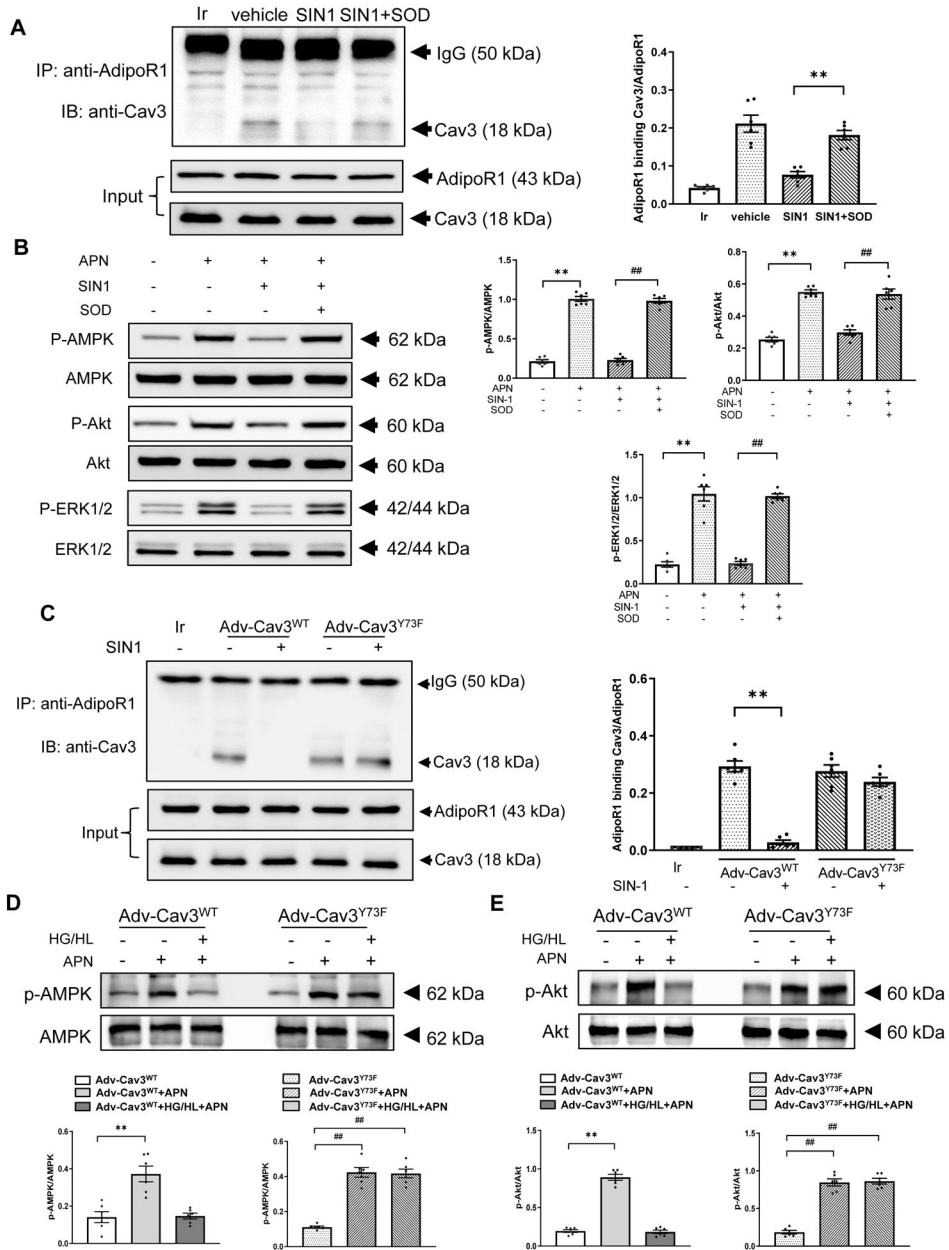 A
Ir vehicle SIN1 SIN1+SOD
IP: anti-AdipoR1
IB: anti-Cav3
IgG (50 kDa)
Cav3 (18 kDa)
Input
AdipoR1 (43 kDa)
Cav3 (18 kDa)
AdipoR1 binding Cav3/AdipoR1
0.4
0.3
0.2
0.1
0.0
**
Ir vehicle SIN1 SIN1+SOD
B
APN - + + +
SIN1 - - + +
SOD - - - +
P-AMPK 62 kDa
AMPK 62 kDa
P-Akt 60 kDa
Akt 60 kDa
P-ERK1/2 42/44 kDa
ERK1/2 42/44 kDa
p-AMPK/AMPK
1.5
1.0
0.5
0.0
** ##
APN - + + +
SIN-1 - - + +
SOD - - - +
p-Akt/Akt
0.8
0.6
0.4
0.2
** ##
APN - + + +
SIN-1 - - + +
SOD - - - +
p-ERK1/2/ERK1/2
1.5
1.0
0.5
0.0
** ##
APN - + + +
SIN-1 - - + +
SOD - - - +
C
Ir Adv-Cav3WT Adv-Cav3Y73F
SIN1 - - + - +
IP: anti-AdipoR1
IB: anti-Cav3
IgG (50 kDa)
Cav3 (18 kDa)
Input
AdipoR1 (43 kDa)
Cav3 (18 kDa)
AdipoR1 binding Cav3/AdipoR1
0.6
0.4
0.2
0.0
**
Ir Adv-Cav3WT Adv-Cav3Y73F
SIN-1 - - + - +
D
Adv-Cav3WT Adv-Cav3Y73F
HG/HL - - + - - +
APN - + + - + +
p-AMPK 62 kDa
AMPK 62 kDa
Adv-Cav3WT
Adv-Cav3WT+APN
Adv-Cav3WT+HG/HL+APN
p-AMPK/AMPK
0.6
0.4
0.2
0.0
**
Adv-Cav3Y73F
Adv-Cav3Y73F+APN
Adv-Cav3Y73F+HG/HL+APN
p-AMPK/AMPK
0.6
0.4
0.2
0.0
##
##
E
Adv-Cav3WT Adv-Cav3Y73F
HG/HL - - + - - +
APN - + + - + +
p-Akt 60 kDa
Akt 60 kDa
Adv-Cav3WT
Adv-Cav3WT+APN
Adv-Cav3WT+HG/HL+APN
p-Akt/Akt
1.5
1.0
0.5
0.0
**
Adv-Cav3Y73F
Adv-Cav3Y73F+APN
Adv-Cav3Y73F+HG/HL+APN
p-Akt/Akt
1.5
1.0
0.5
0.0
##
##